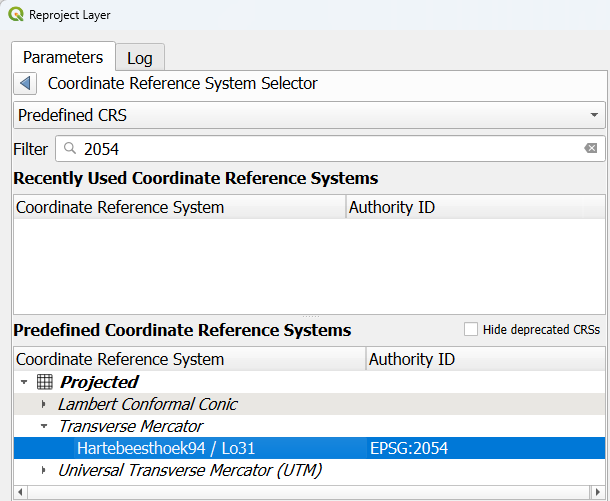 Reproject Layer
Parameters Log
Coordinate Reference System Selector
Predefined CRS
Filter 2054
Recently Used Coordinate Reference Systems
Coordinate Reference System Authority ID
Predefined Coordinate Reference Systems Hide deprecated CRSs
Coordinate Reference System Authority ID
Projected
Lambert Conformal Conic
Transverse Mercator
Hartebeesthoek94 / Lo31 EPSG:2054
Universal Transverse Mercator (UTM)